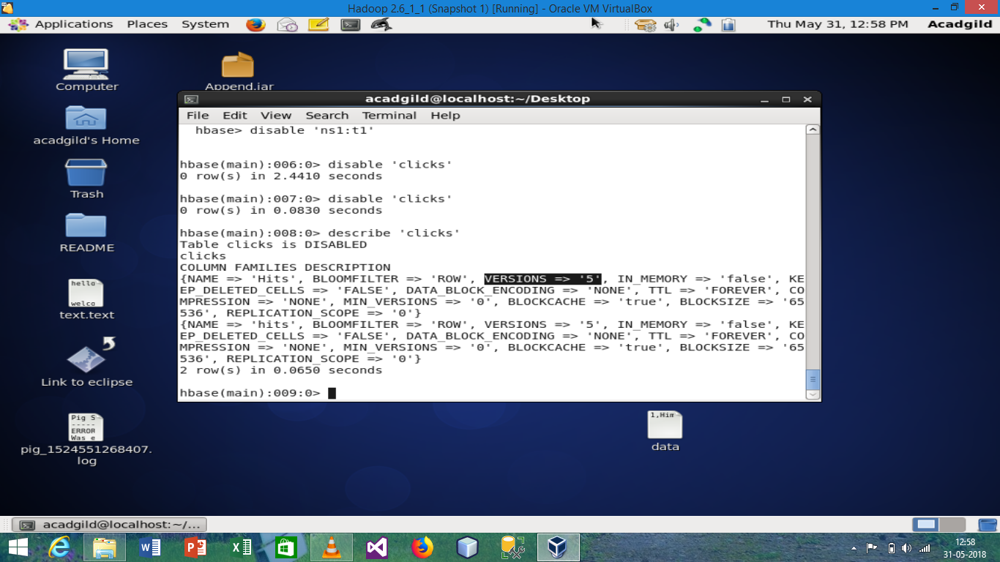 Hadoop 2.6_1_1 (Snapshot 1) [Running] - Oracle VM VirtualBox
Applications Places System Thu May 31, 12:58 PM Acadgild
Computer
Append.jar
acadgild's Home
Trash
README
hello
welco
text.text
Link to eclipse
Pig S
-----
ERROR
Was e
pig_1524551268407.
log
acadgild@localhost:~/Desktop
File Edit View Search Terminal Help
hbase> disable 'ns1:t1'
hbase(main):006:0> disable 'clicks'
0 row(s) in 2.4410 seconds
hbase(main):007:0> disable 'clicks'
0 row(s) in 0.0830 seconds
hbase(main):008:0> describe 'clicks'
Table clicks is DISABLED
clicks
COLUMN FAMILIES DESCRIPTION
{NAME => 'Hits', BLOOMFILTER => 'ROW', VERSIONS => '5', IN_MEMORY => 'false', KE
EP_DELETED_CELLS => 'FALSE', DATA_BLOCK_ENCODING => 'NONE', TTL => 'FOREVER', CO
MPRESSION => 'NONE', MIN_VERSIONS => '0', BLOCKCACHE => 'true', BLOCKSIZE => '65
536', REPLICATION_SCOPE => '0'}
{NAME => 'hits', BLOOMFILTER => 'ROW', VERSIONS => '5', IN_MEMORY => 'false', KE
EP_DELETED_CELLS => 'FALSE', DATA_BLOCK_ENCODING => 'NONE', TTL => 'FOREVER', CO
MPRESSION => 'NONE', MIN_VERSIONS => '0', BLOCKCACHE => 'true', BLOCKSIZE => '65
536', REPLICATION_SCOPE => '0'}
2 row(s) in 0.0650 seconds
hbase(main):009:0>
1,Him
data
acadgild@localhost:~/...
12:58
31-05-2018